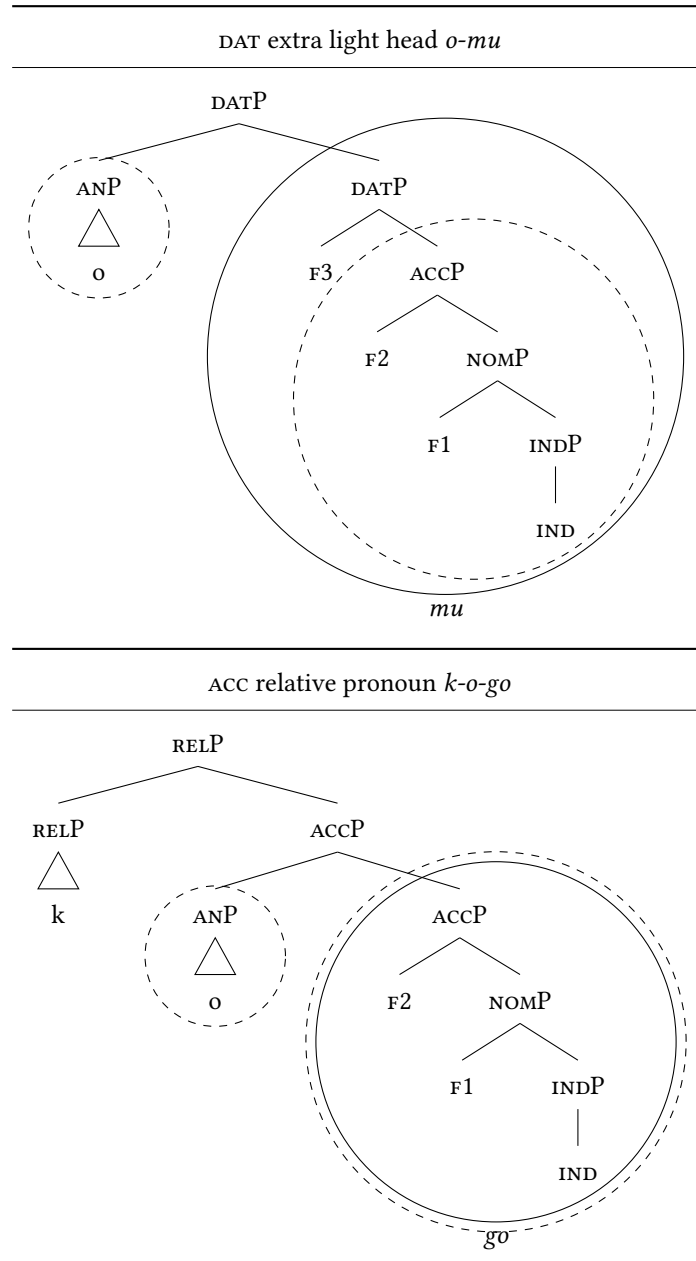 DAT extra light head o-mu
DATP
ANP DATP
o F3 ACCP
F2 NOMP
F1 INDP
IND
mu
ACC relative pronoun k-o-go
RELP
RELP ACCP
k ANP ACCP
o F2 NOMP
F1 INDP
IND
go